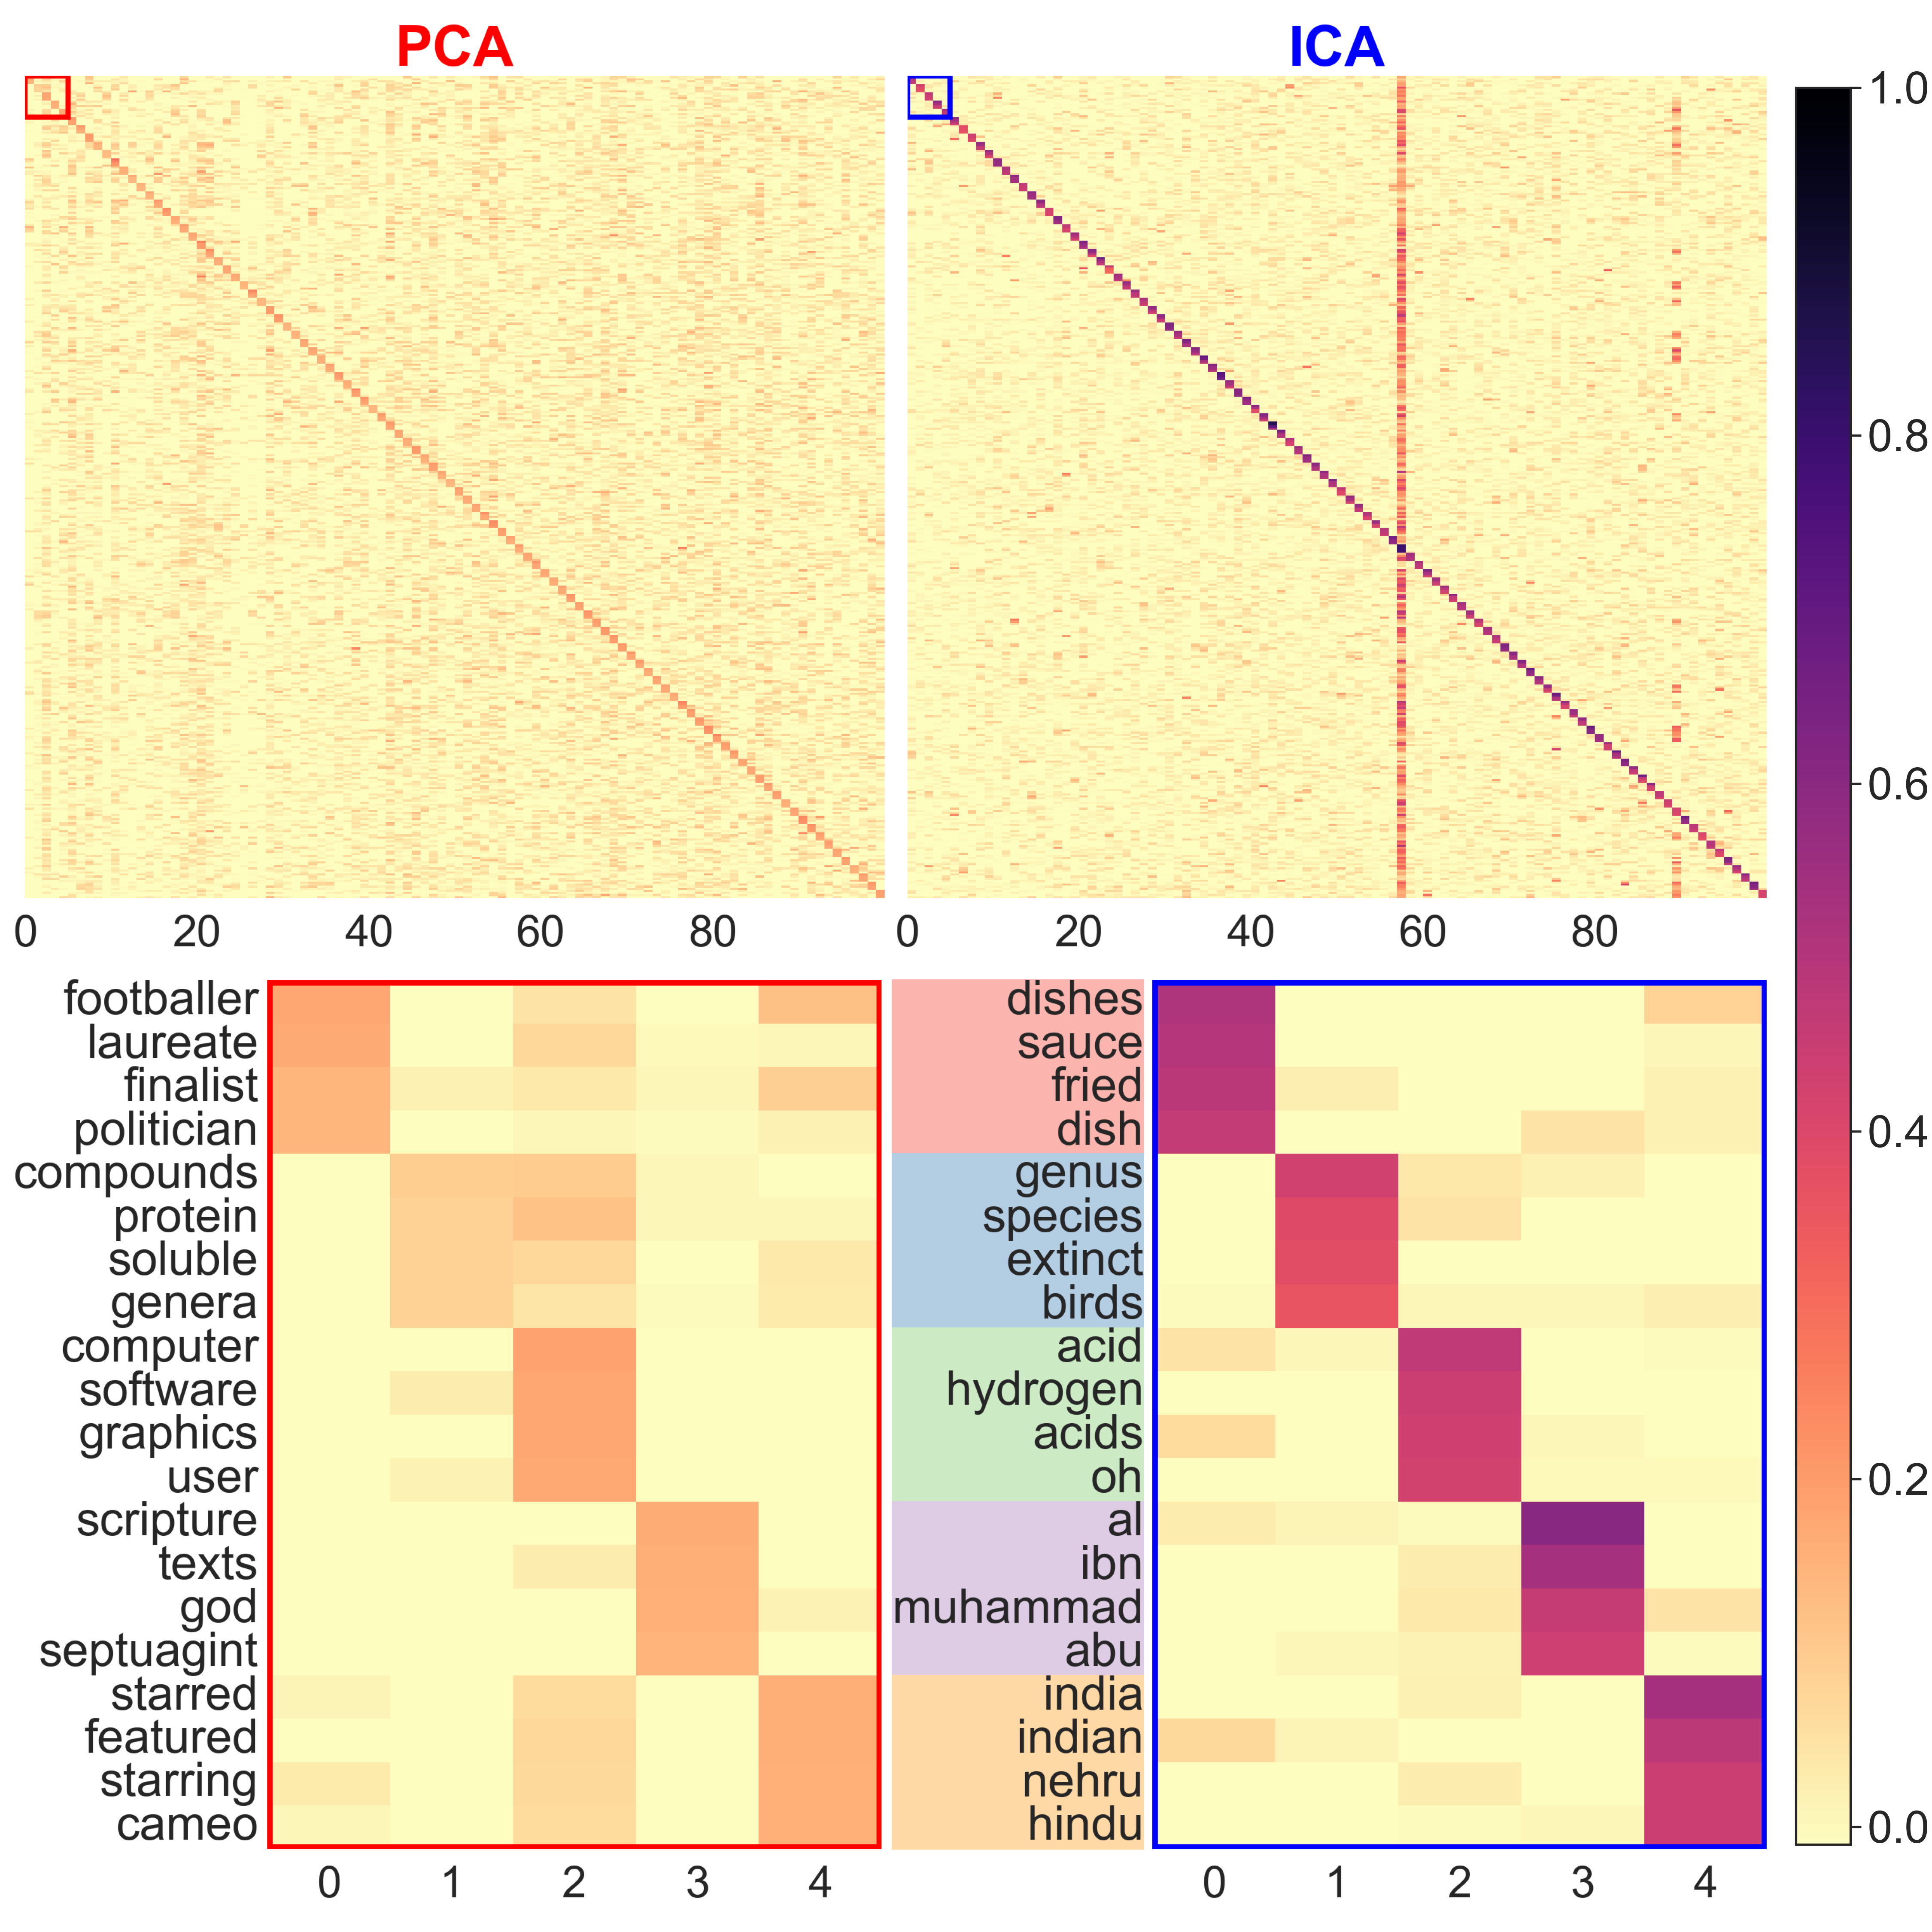 PCA
ICA
1.0
0.8
0.6
0.4
0.2
0.0
0 20 40 60 80
0 20 40 60 80
footballer
laureate
finalist
politician
compounds
protein
soluble
genera
computer
software
graphics
user
scripture
texts
god
septuagint
starred
featured
starring
cameo
0 1 2 3 4
dishes
sauce
fried
dish
genus
species
extinct
birds
acid
hydrogen
acids
oh
al
ibn
muhammad
abu
india
indian
nehru
hindu
0 1 2 3 4